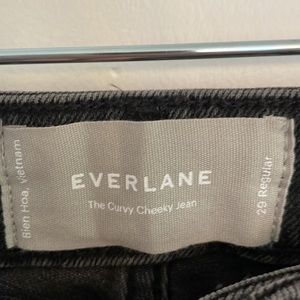 Bien Hoa, Vietnam
EVERLANE
The Curvy Cheeky Jean
29 Regular